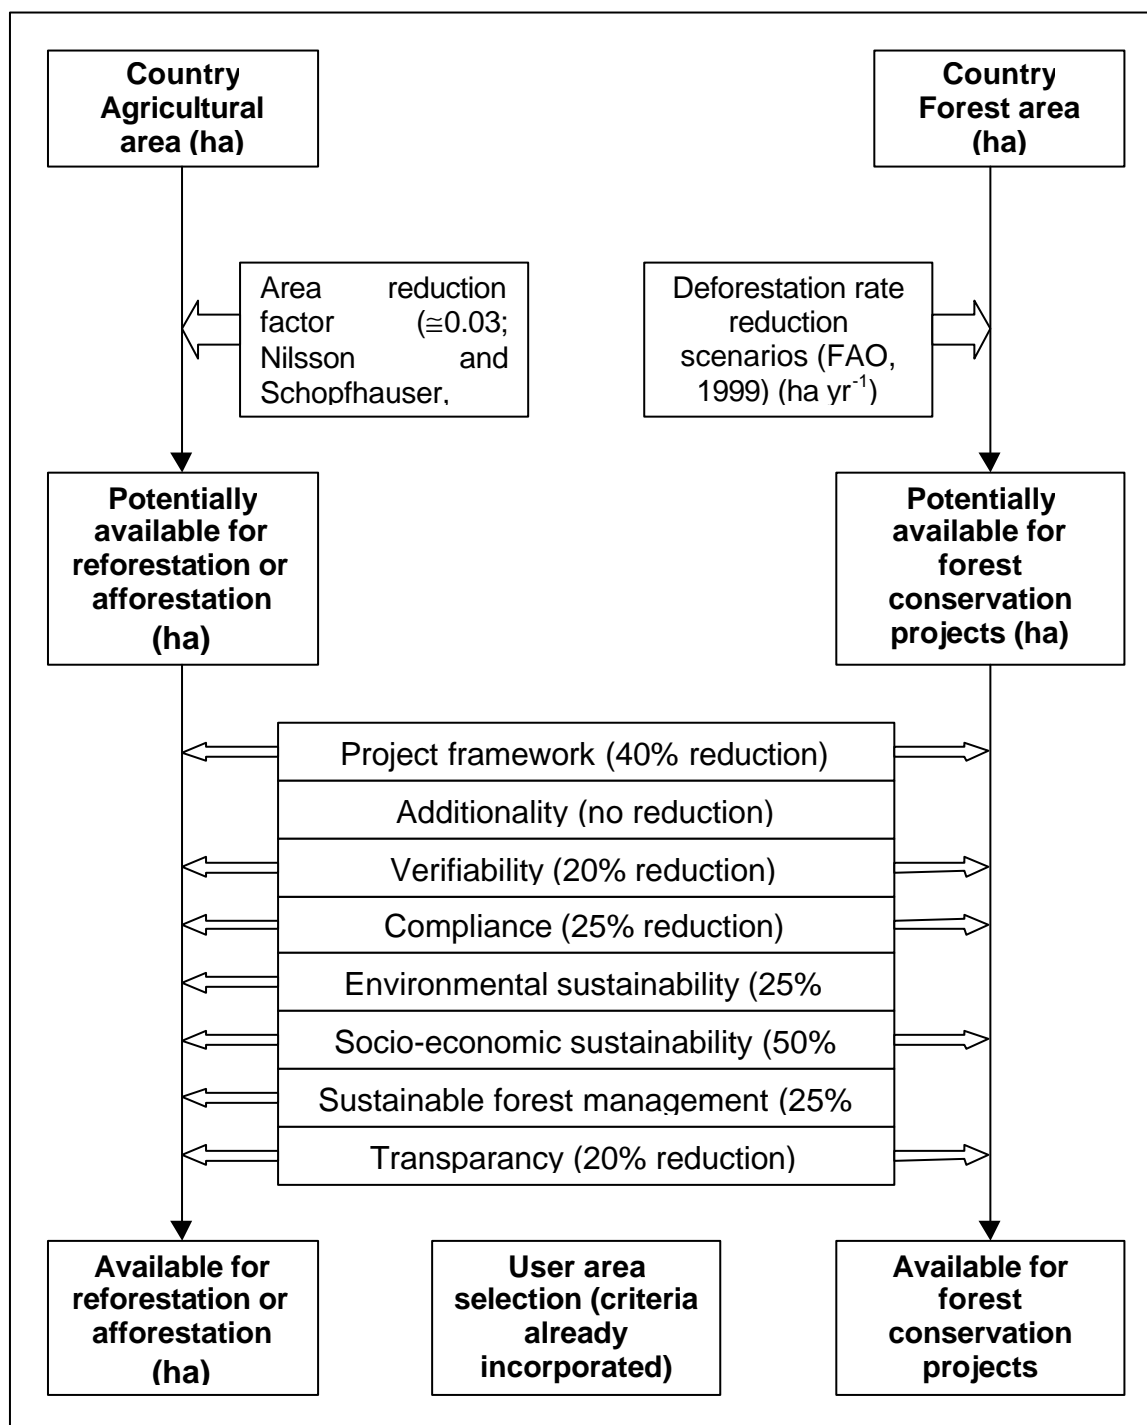 Country
Agricultural
area (ha)
Country
Forest area
(ha)
Area reduction
factor (≅0.03;
Nilsson and
Schopfhauser,
Deforestation rate
reduction
scenarios (FAO,
1999) (ha yr⁻¹)
Potentially
available for
reforestation or
afforestation
(ha)
Potentially
available for
forest
conservation
projects (ha)
Project framework (40% reduction)
Additionality (no reduction)
Verifiability (20% reduction)
Compliance (25% reduction)
Environmental sustainability (25%
Socio-economic sustainability (50%
Sustainable forest management (25%
Transparancy (20% reduction)
Available for
reforestation or
afforestation
(ha)
User area
selection (criteria
already
incorporated)
Available for
forest
conservation
projects